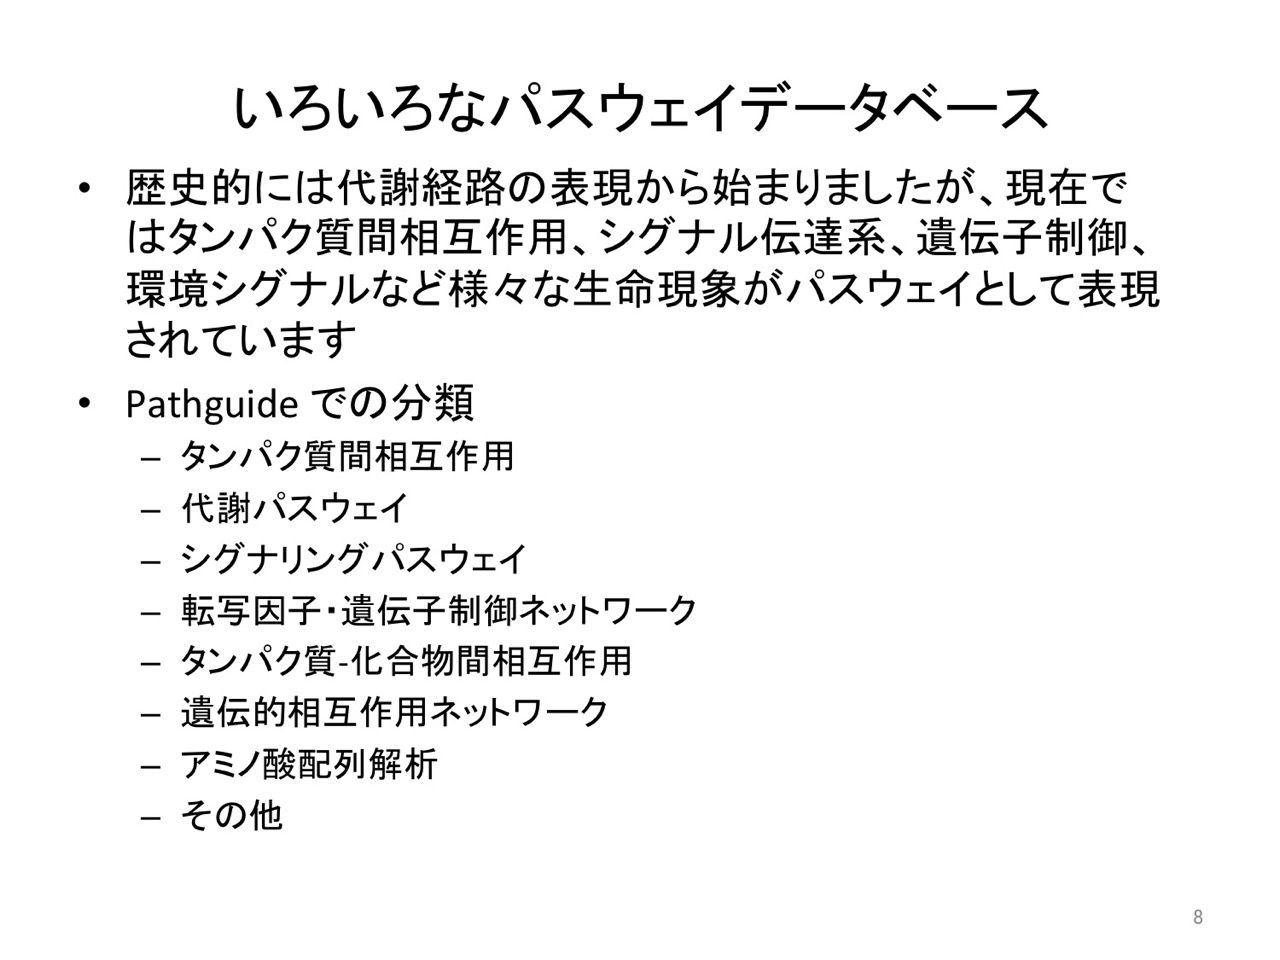 いろいろなパスウェイデータベース
• 歴史的には代謝経路の表現から始まりましたが、現在で
はタンパク質間相互作用、シグナル伝達系、遺伝子制御、
環境シグナルなど様々な生命現象がパスウェイとして表現
されています
• Pathguide での分類
– タンパク質間相互作用
– 代謝パスウェイ
– シグナリングパスウェイ
– 転写因子・遺伝子制御ネットワーク
– タンパク質-化合物間相互作用
– 遺伝的相互作用ネットワーク
– アミノ酸配列解析
– その他
8